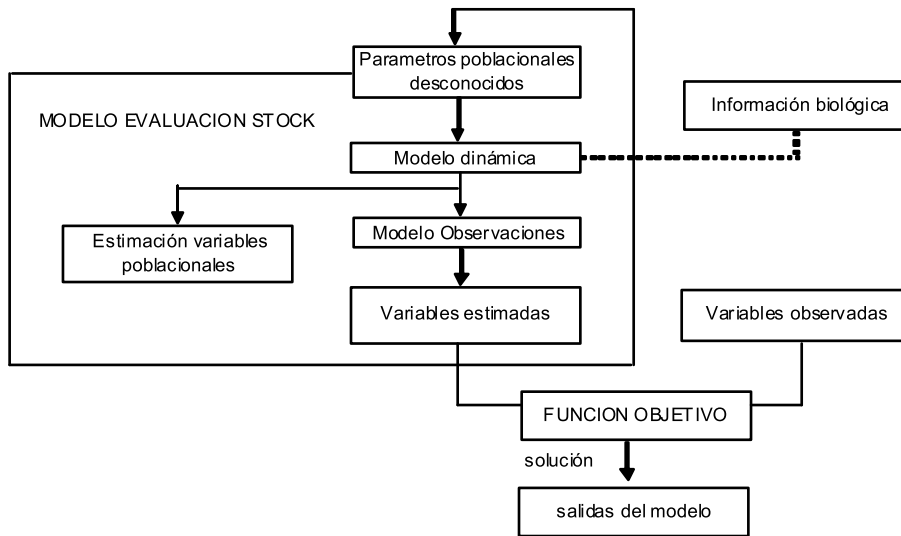 Parametros poblacionales
desconocidos
MODELO EVALUACION STOCK
Información biológica
Modelo dinámica
Estimación variables
poblacionales
Modelo Observaciones
Variables estimadas
Variables observadas
FUNCION OBJETIVO
solución
salidas del modelo